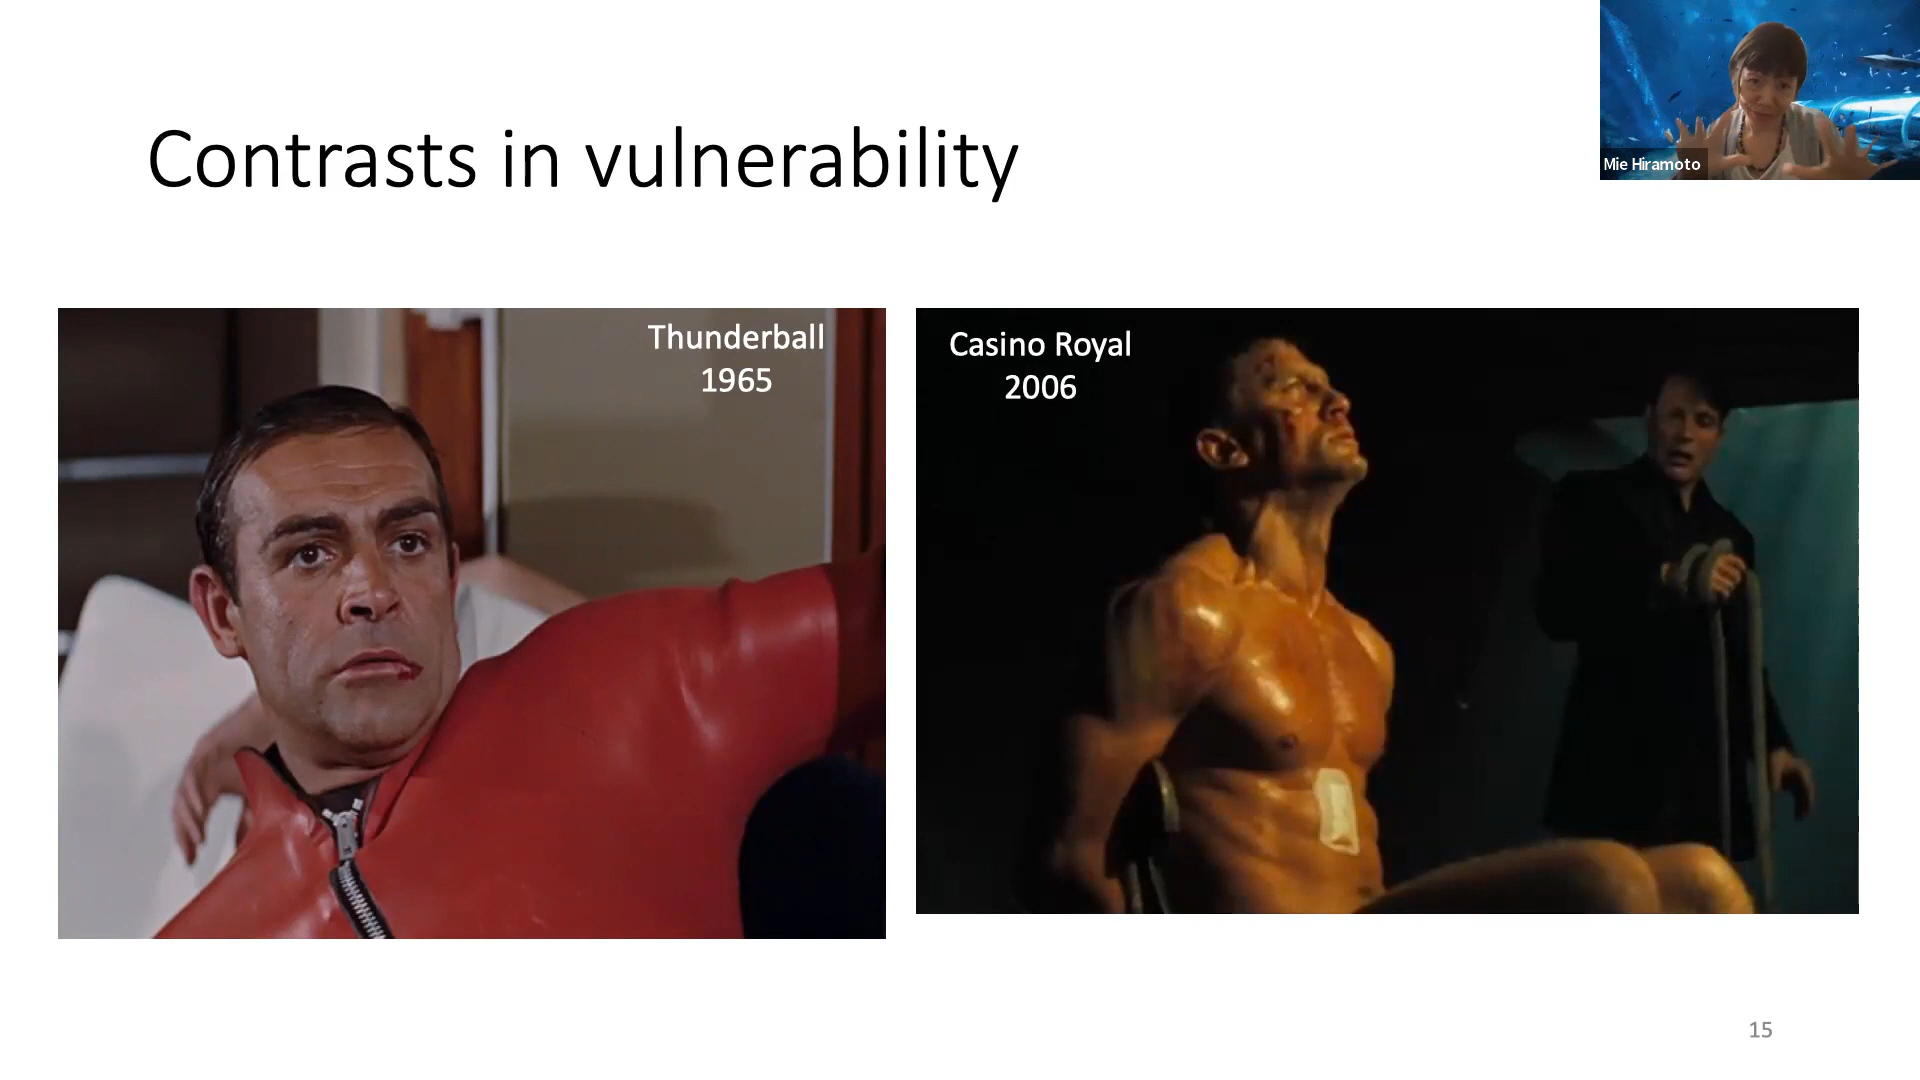 Contrasts in vulnerability
Mie Hiramoto
Thunderball
1965
Casino Royal
2006
15